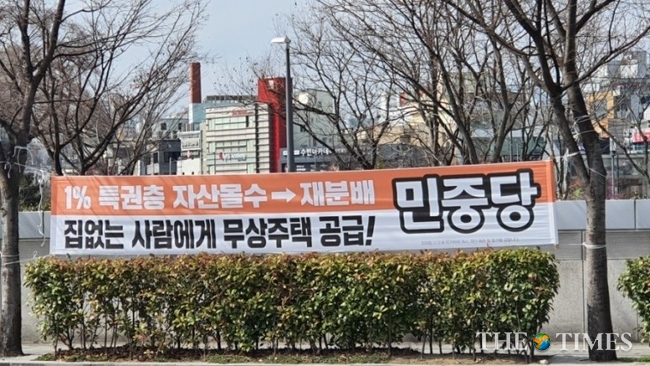 1% 특권층 자산몰수→재분배
집없는 사람에게 무상주택 공급!
민중당
THE TIMES